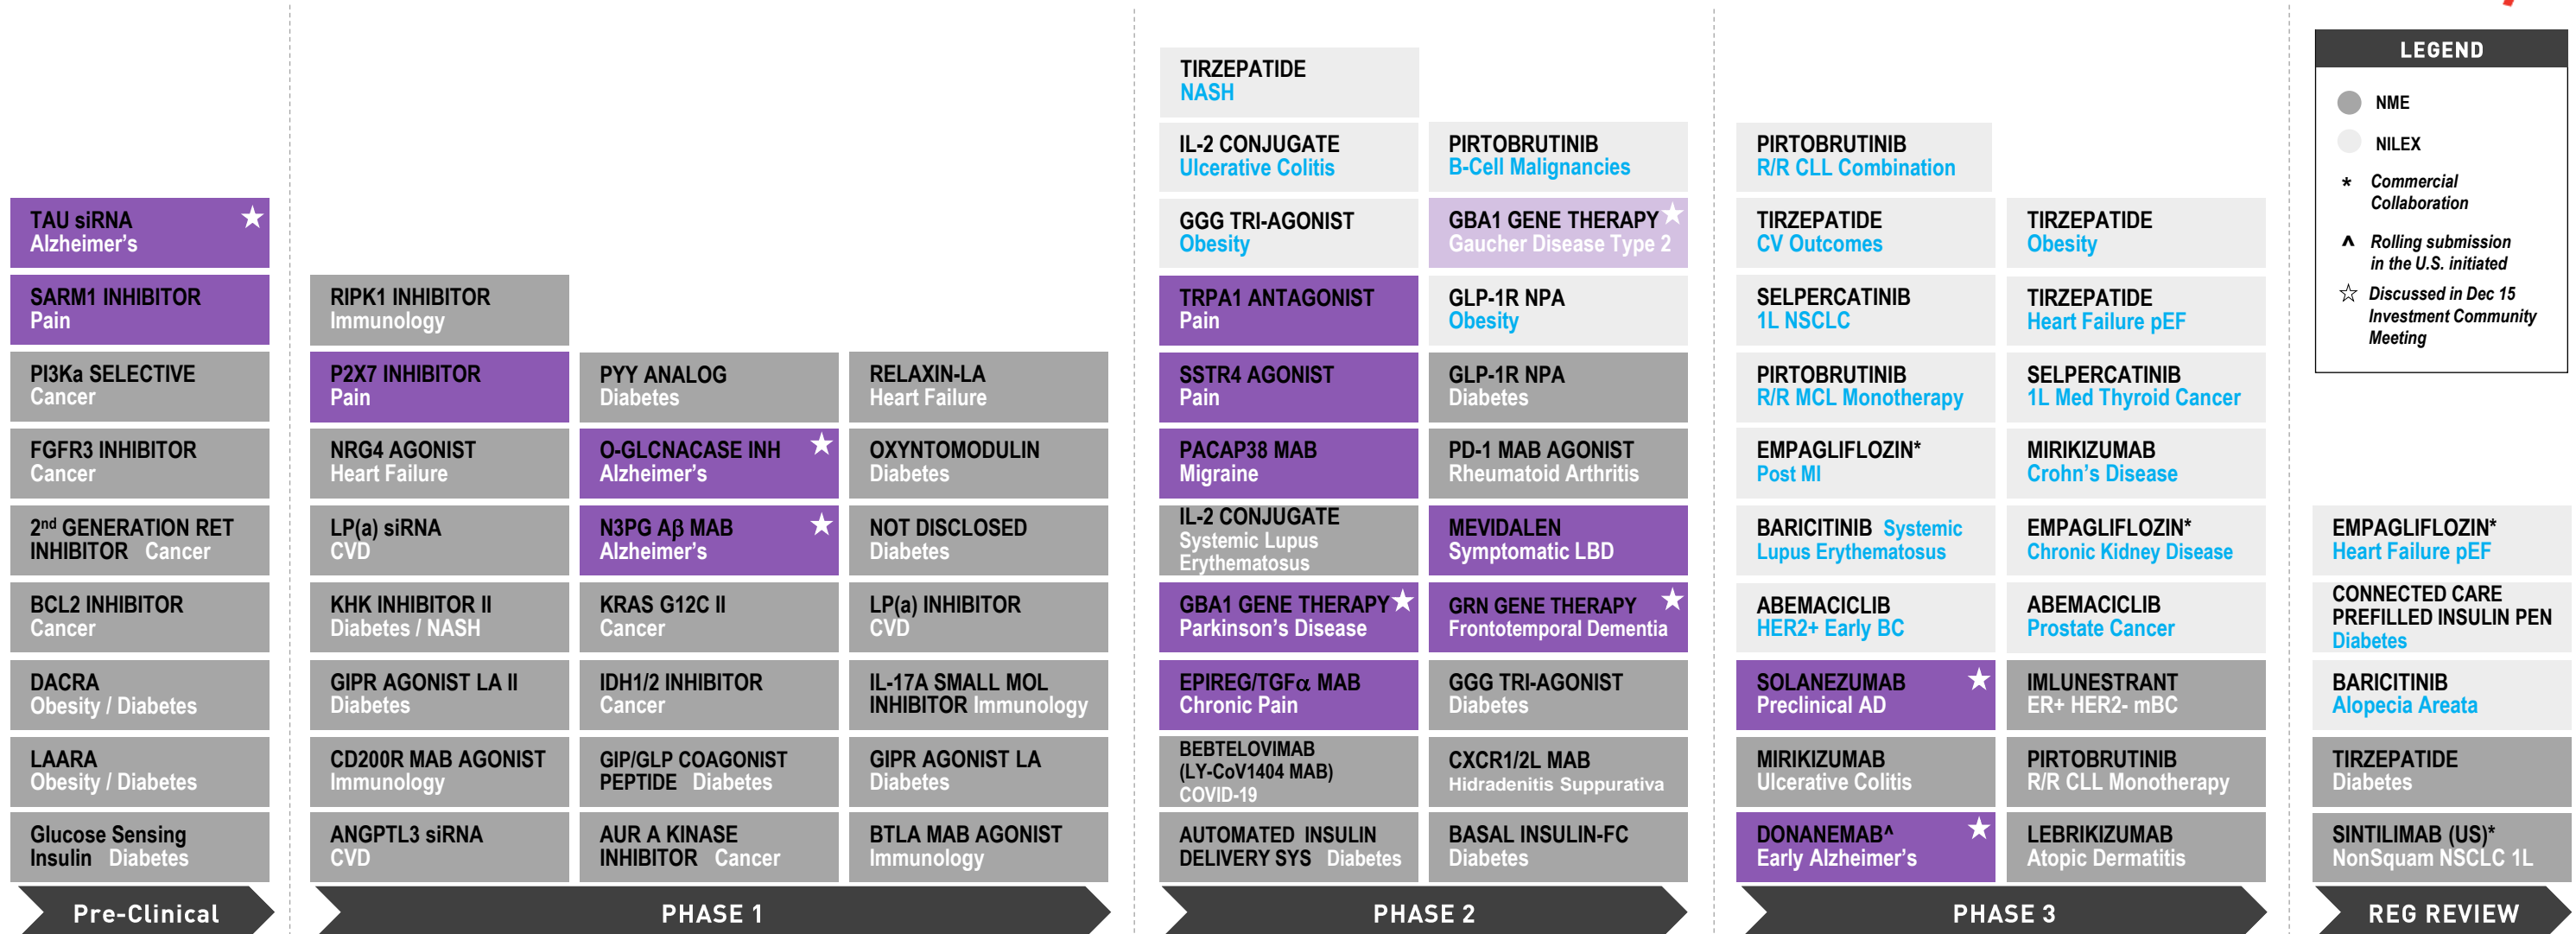 TAU siRNA
Alzheimer's
SARM1 INHIBITOR
Pain
PI3Ka SELECTIVE
Cancer
FGFR3 INHIBITOR
Cancer
2nd GENERATION RET
INHIBITOR Cancer
BCL2 INHIBITOR
Cancer
DACRA
Obesity / Diabetes
LAARA
Obesity / Diabetes
Glucose Sensing
Insulin Diabetes
Pre-Clinical
RIPK1 INHIBITOR
Immunology
P2X7 INHIBITOR
Pain
NRG4 AGONIST
Heart Failure
LP(a) siRNA
CVD
KHK INHIBITOR II
Diabetes / NASH
GIPR AGONIST LA II
Diabetes
CD200R MAB AGONIST
Immunology
ANGPTL3 siRNA
CVD
PYY ANALOG
Diabetes
O-GLCNACASE INH
Alzheimer's
N3PG Aβ MAB
Alzheimer's
KRAS G12C II
Cancer
IDH1/2 INHIBITOR
Cancer
GIP/GLP COAGONIST
PEPTIDE Diabetes
AUR A KINASE
INHIBITOR Cancer
RELAXIN-LA
Heart Failure
OXYNTOMODULIN
Diabetes
NOT DISCLOSED
Diabetes
LP(a) INHIBITOR
CVD
IL-17A SMALL MOL
INHIBITOR Immunology
GIPR AGONIST LA
Diabetes
BTLA MAB AGONIST
Immunology
PHASE 1
TIRZEPATIDE
NASH
IL-2 CONJUGATE
Ulcerative Colitis
GGG TRI-AGONIST
Obesity
TRPA1 ANTAGONIST
Pain
SSTR4 AGONIST
Pain
PACAP38 MAB
Migraine
IL-2 CONJUGATE
Systemic Lupus
Erythematosus
GBA1 GENE THERAPY
Parkinson's Disease
EPIREG/TGFα MAB
Chronic Pain
BEBTELOVIMAB
(LY-CoV1404 MAB)
COVID-19
AUTOMATED INSULIN
DELIVERY SYS Diabetes
PIRTOBRUTINIB
B-Cell Malignancies
GBA1 GENE THERAPY
Gaucher Disease Type 2
GLP-1R NPA
Obesity
GLP-1R NPA
Diabetes
PD-1 MAB AGONIST
Rheumatoid Arthritis
MEVIDALEN
Symptomatic LBD
GRN GENE THERAPY
Frontotemporal Dementia
GGG TRI-AGONIST
Diabetes
CXCR1/2L MAB
Hidradenitis Suppurativa
BASAL INSULIN-FC
Diabetes
PHASE 2
PIRTOBRUTINIB
R/R CLL Combination
TIRZEPATIDE
CV Outcomes
SELPERCATINIB
1L NSCLC
PIRTOBRUTINIB
R/R MCL Monotherapy
EMPAGLIFLOZIN*
Post MI
BARICITINIB Systemic
Lupus Erythematosus
ABEMACICLIB
HER2+ Early BC
SOLANEZUMAB
Preclinical AD
MIRIKIZUMAB
Ulcerative Colitis
DONANEMAB^
Early Alzheimer's
TIRZEPATIDE
Obesity
TIRZEPATIDE
Heart Failure pEF
SELPERCATINIB
1L Med Thyroid Cancer
MIRIKIZUMAB
Crohn's Disease
EMPAGLIFLOZIN*
Chronic Kidney Disease
ABEMACICLIB
Prostate Cancer
IMLUNESTRANT
ER+ HER2- mBC
PIRTOBRUTINIB
R/R CLL Monotherapy
LEBRIKIZUMAB
Atopic Dermatitis
PHASE 3
LEGEND
NME
NILEX
* Commercial
Collaboration
^ Rolling submission
in the U.S. initiated
☆ Discussed in Dec 15
Investment Community
Meeting
EMPAGLIFLOZIN*
Heart Failure pEF
CONNECTED CARE
PREFILLED INSULIN PEN
Diabetes
BARICITINIB
Alopecia Areata
TIRZEPATIDE
Diabetes
SINTILIMAB (US)*
NonSquam NSCLC 1L
REG REVIEW